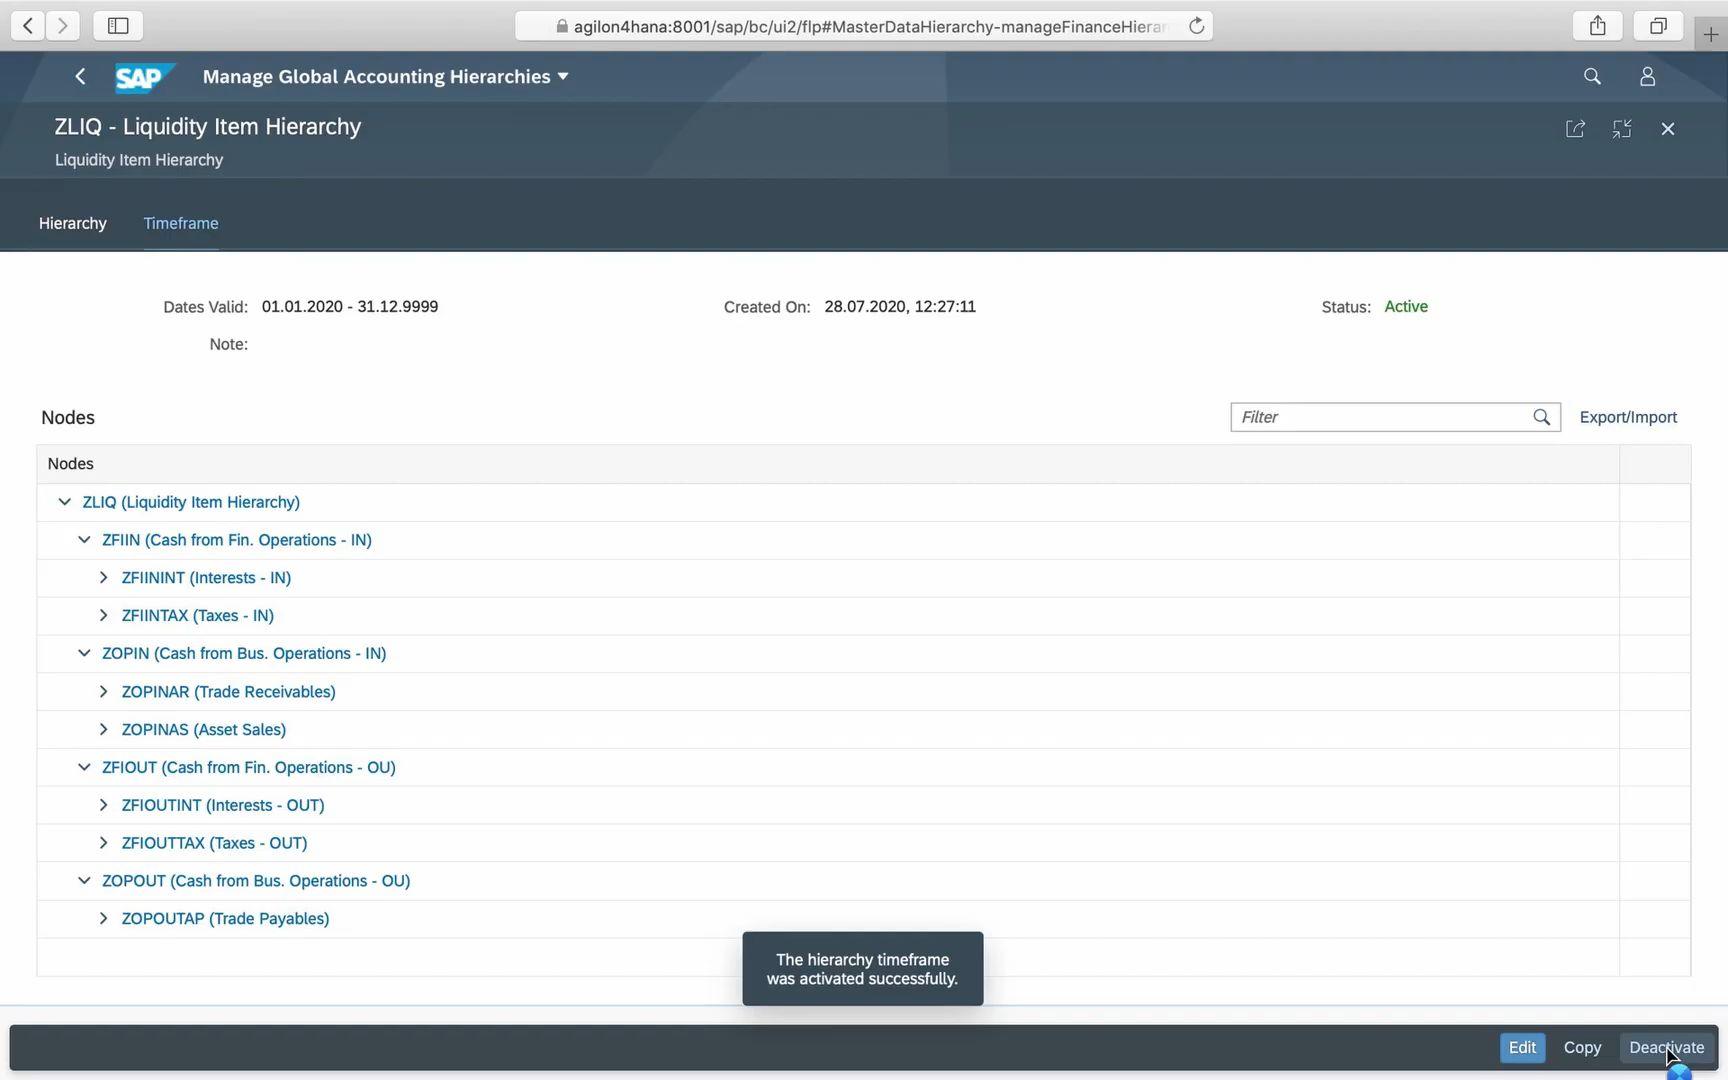 agilon4hana:8001/sap/bc/ui2/flp#MasterDataHierarchy-manageFinanceHierar
SAP Manage Global Accounting Hierarchies
ZLIQ - Liquidity Item Hierarchy
Liquidity Item Hierarchy
Hierarchy Timeframe
Dates Valid: 01.01.2020 - 31.12.9999 Created On: 28.07.2020, 12:27:11 Status: Active
Note:
Nodes Filter Export/Import
Nodes
ZLIQ (Liquidity Item Hierarchy)
ZFIIN (Cash from Fin. Operations - IN)
ZFIININT (Interests - IN)
ZFIINTAX (Taxes - IN)
ZOPIN (Cash from Bus. Operations - IN)
ZOPINAR (Trade Receivables)
ZOPINAS (Asset Sales)
ZFIOUT (Cash from Fin. Operations - OU)
ZFIOUTINT (Interests - OUT)
ZFIOUTTAX (Taxes - OUT)
ZOPOUT (Cash from Bus. Operations - OU)
ZOPOUTAP (Trade Payables)
The hierarchy timeframe
was activated successfully.
Edit Copy Deactivate